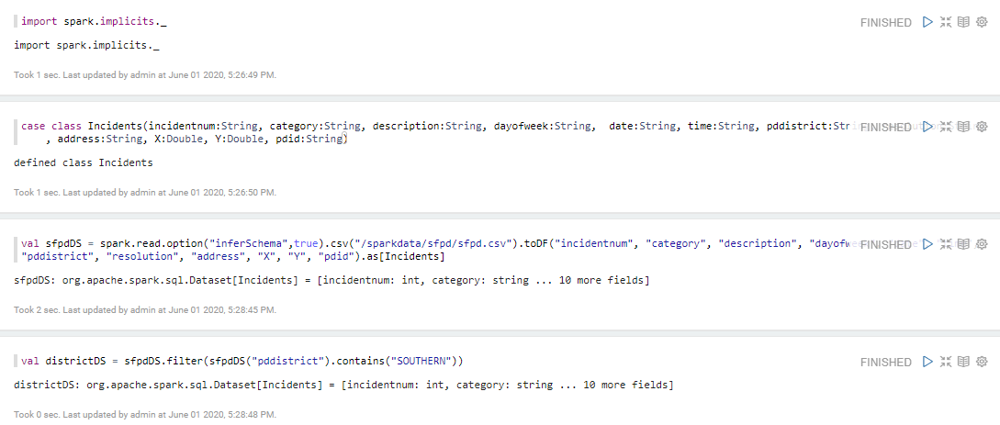 import spark.implicits._
FINISHED
import spark.implicits._
Took 1 sec. Last updated by admin at June 01 2020, 5:26:49 PM.
case class Incidents(incidentnum:String, category:String, description:String, dayofweek:String, date:String, time:String, pddistrict:Str
FINISHED
, address:String, X:Double, Y:Double, pdid:String)
defined class Incidents
Took 1 sec. Last updated by admin at June 01 2020, 5:26:50 PM.
val sfpdDS = spark.read.option("inferSchema",true).csv("/sparkdata/sfpd/sfpd.csv").toDF("incidentnum", "category", "description", "dayofw
FINISHED
"pddistrict", "resolution", "address", "X", "Y", "pdid").as[Incidents]
sfpdDS: org.apache.spark.sql.Dataset[Incidents] = [incidentnum: int, category: string ... 10 more fields]
Took 2 sec. Last updated by admin at June 01 2020, 5:28:45 PM.
val districtDS = sfpdDS.filter(sfpdDS("pddistrict").contains("SOUTHERN"))
FINISHED
districtDS: org.apache.spark.sql.Dataset[Incidents] = [incidentnum: int, category: string ... 10 more fields]
Took 0 sec. Last updated by admin at June 01 2020, 5:28:48 PM.